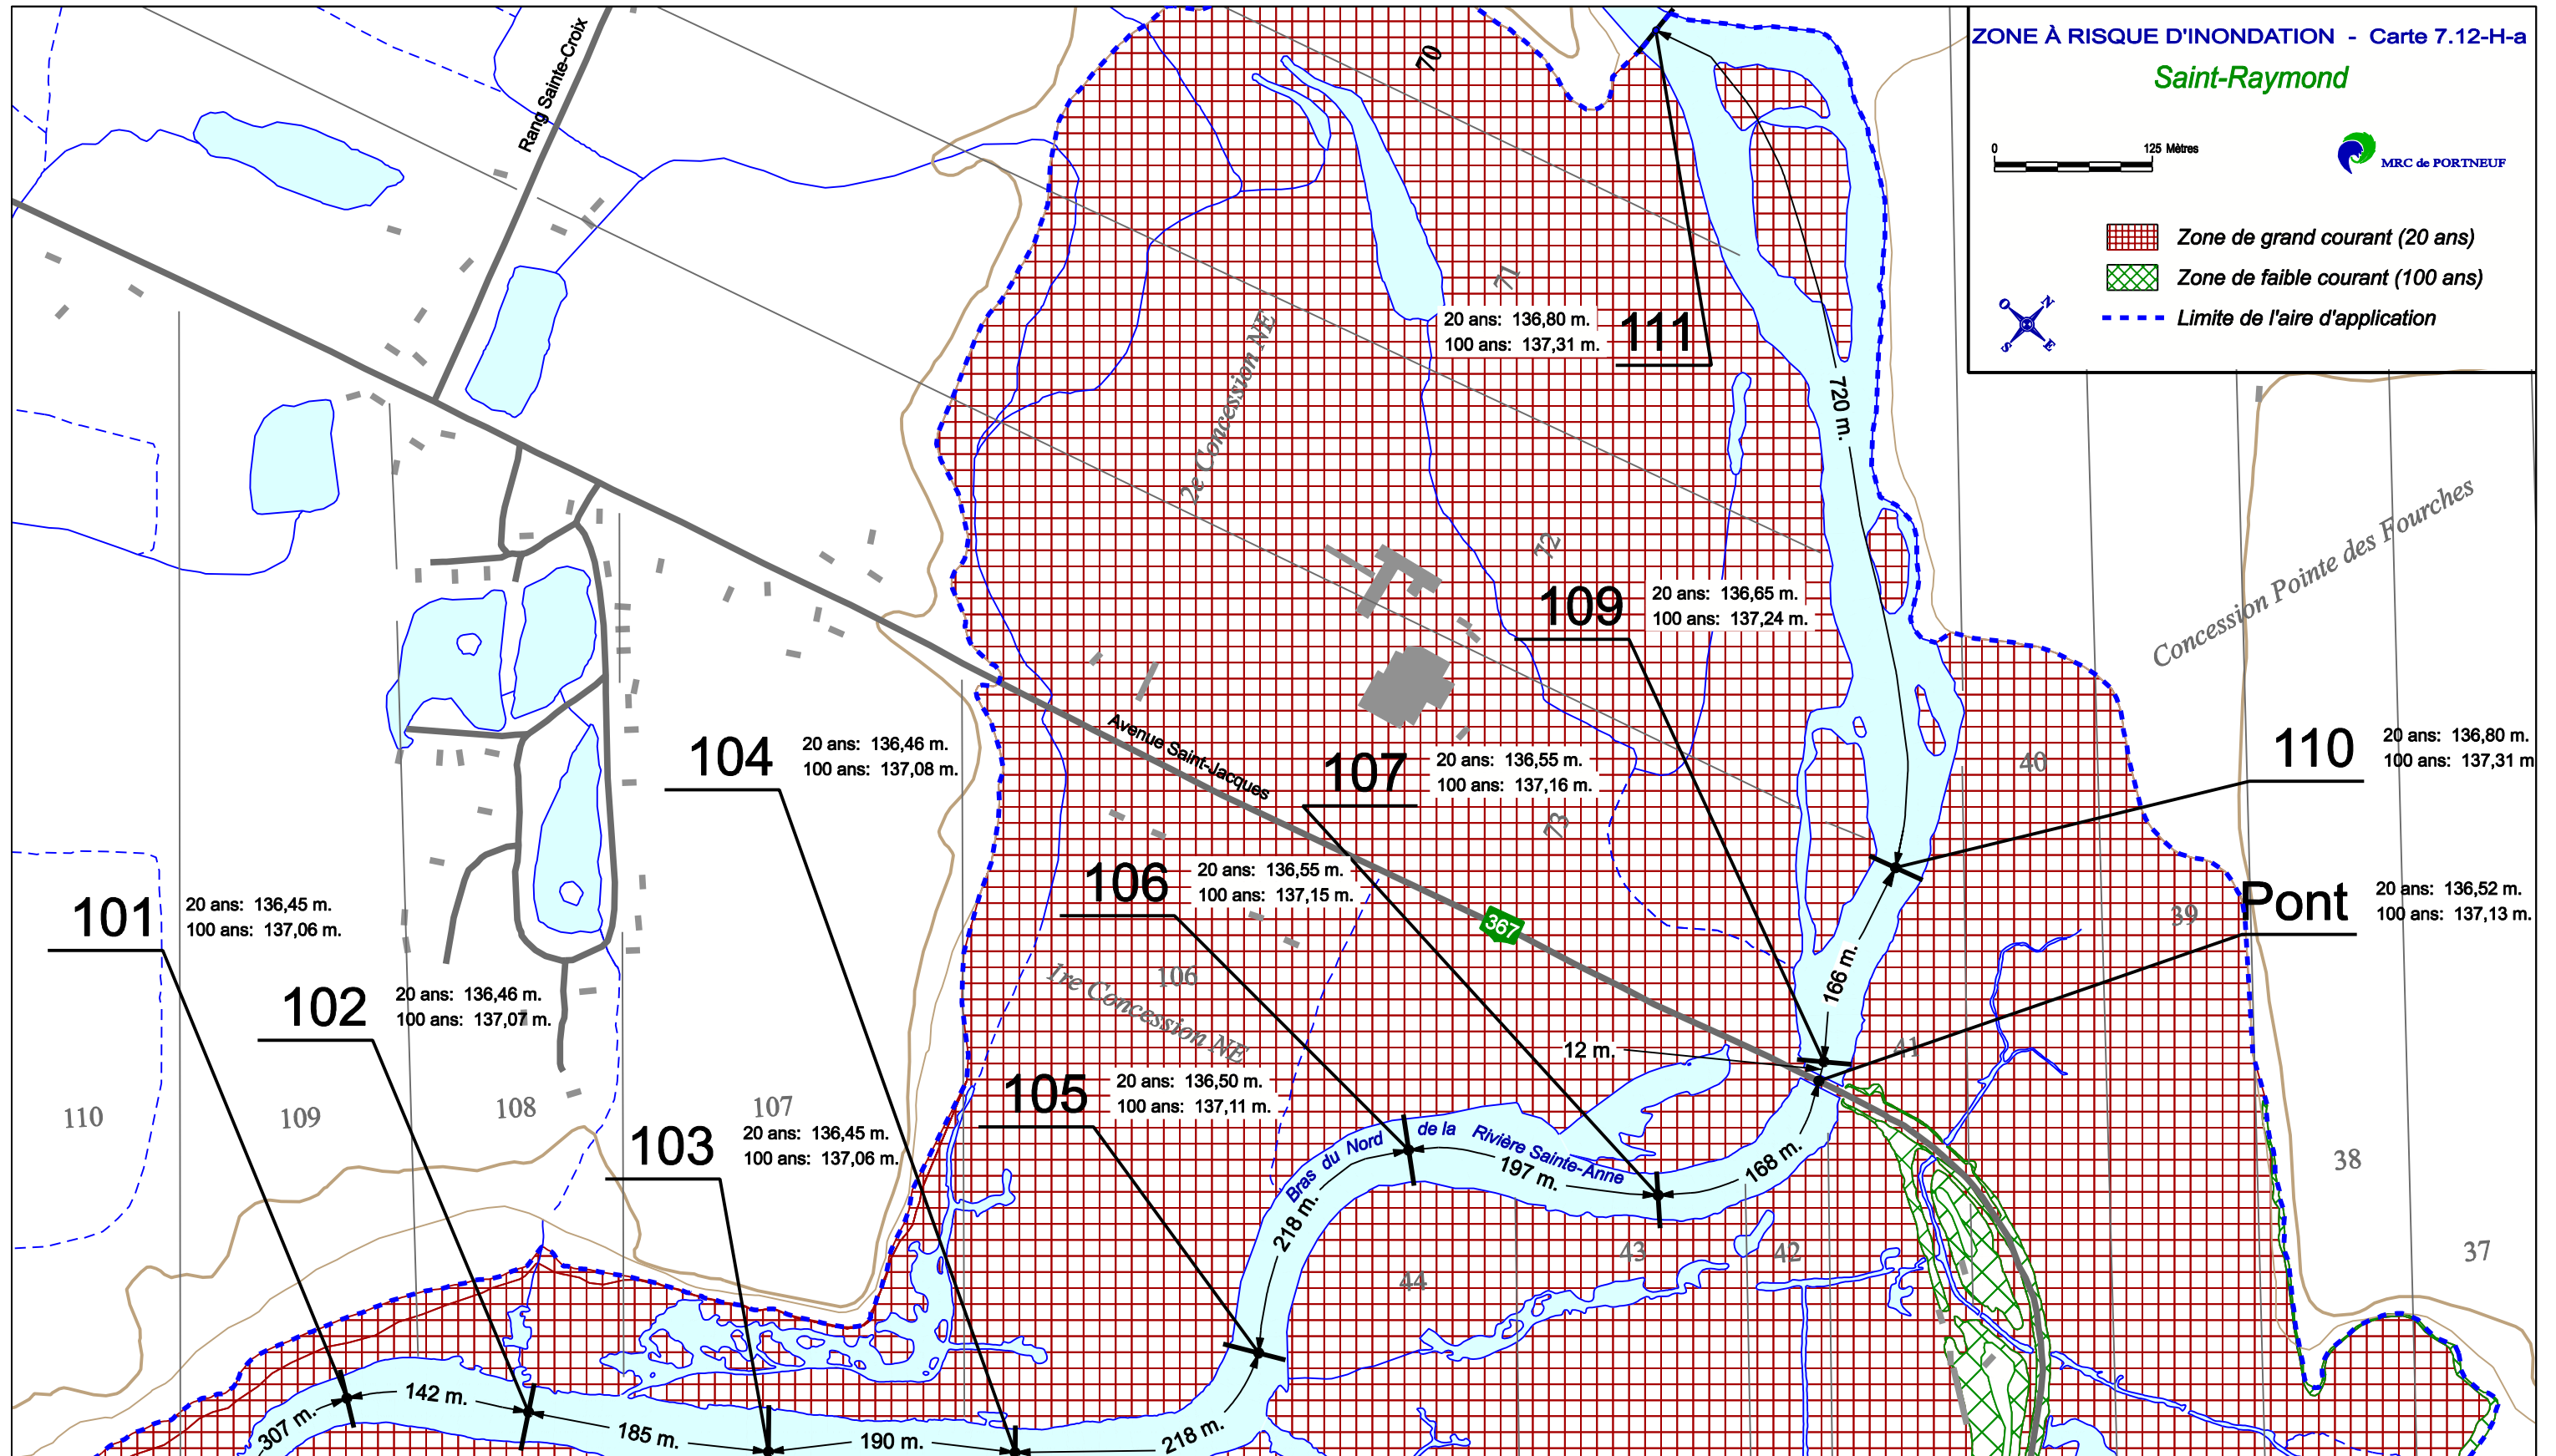 ZONE À RISQUE D'INONDATION - Carte 7.12-H-a
Saint-Raymond
0
125 Mètres
MRC de PORTNEUF
Zone de grand courant (20 ans)
Zone de faible courant (100 ans)
Limite de l'aire d'application
O
N
S
E
Rang Sainte-Croix
70
71
20 ans: 136,80 m.
100 ans: 137,31 m.
111
720 m.
2e Concession NE
72
Concession Pointe des Fourches
109
20 ans: 136,65 m.
100 ans: 137,24 m.
104
20 ans: 136,46 m.
100 ans: 137,08 m.
Avenue Saint-Jacques
107
20 ans: 136,55 m.
100 ans: 137,16 m.
40
110
20 ans: 136,80 m.
100 ans: 137,31 m
73
106
20 ans: 136,55 m.
100 ans: 137,15 m.
367
39
Pont
20 ans: 136,52 m.
100 ans: 137,13 m.
101
20 ans: 136,45 m.
100 ans: 137,06 m.
102
20 ans: 136,46 m.
100 ans: 137,07 m.
106
1re Concession NE
166 m.
12 m.
41
105
20 ans: 136,50 m.
100 ans: 137,11 m.
110
109
108
107
103
20 ans: 136,45 m.
100 ans: 137,06 m.
Bras du Nord de la Rivière Sainte-Anne
197 m.
168 m.
218 m.
38
37
44
43
42
307 m.
142 m.
185 m.
190 m.
218 m.